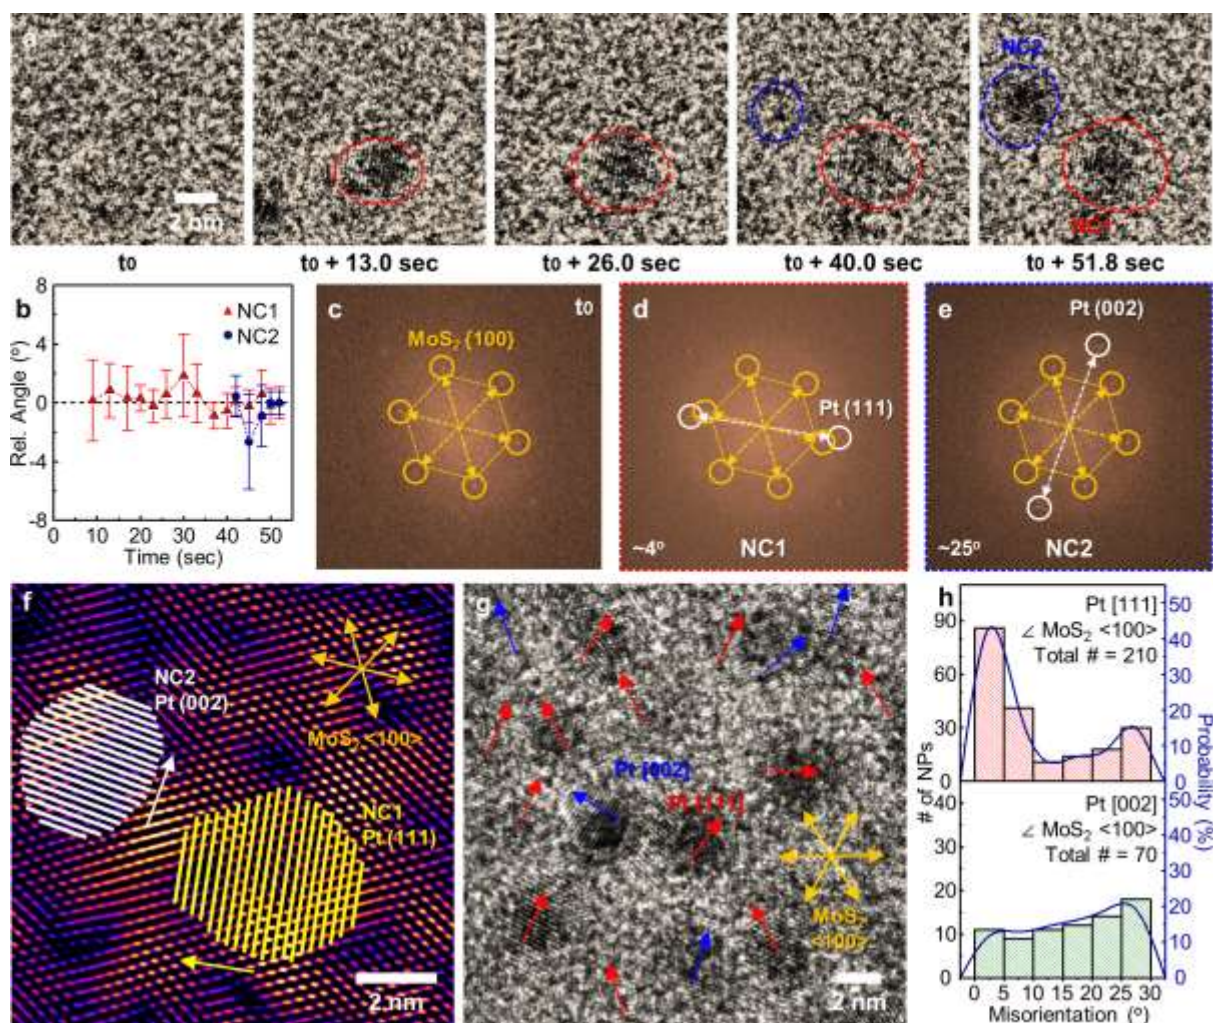 a
2 nm
NC2
NC1
t0
t0 + 13.0 sec
t0 + 26.0 sec
t0 + 40.0 sec
t0 + 51.8 sec
b
8
4
0
-4
-8
Rel. Angle (º)
NC1
NC2
0 10 20 30 40 50
Time (sec)
c
t0
MoS2 (100)
d
Pt (111)
~4º
NC1
e
Pt (002)
~25º
NC2
f
NC2
Pt (002)
MoS2 <100>
NC1
Pt (111)
2 nm
g
Pt [002]
Pt [111]
MoS2
<100>
2 nm
h
Pt [111]
∠ MoS2 <100>
Total # = 210
90
60
30
0
50
40
30
20
10
0
Pt [002]
∠ MoS2 <100>
Total # = 70
40
30
20
10
0
50
40
30
20
10
0
# of NPs
Probability (%)
0 5 10 15 20 25 30
Misorientation (º)